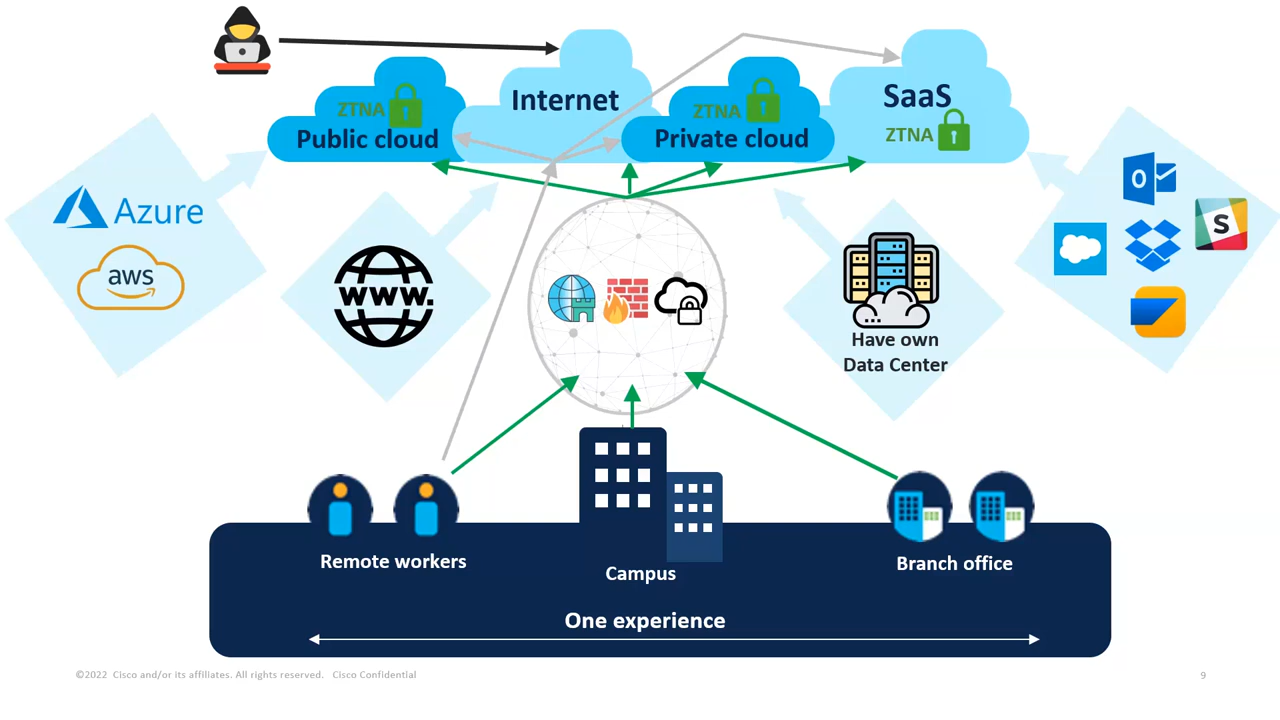 Internet
SaaS
ZTNA
Public cloud
ZTNA
Private cloud
ZTNA
Azure
aws
www.
O
S
Have own
Data Center
Remote workers
Campus
Branch office
One experience
©2022 Cisco and/or its affiliates. All rights reserved. Cisco Confidential
9